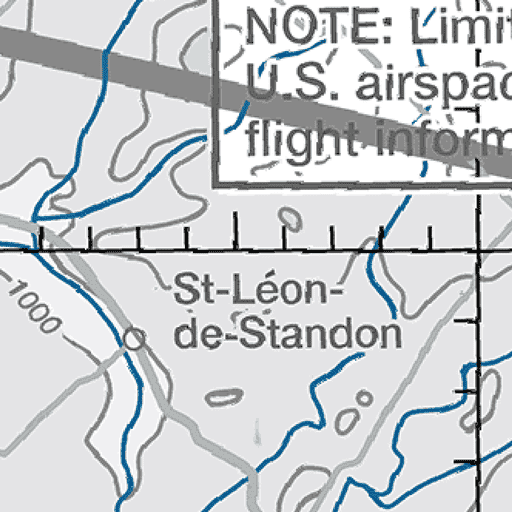 NOTE: Limit
U.S. airspac
flight inform
St-Léon-
de-Standon
1000